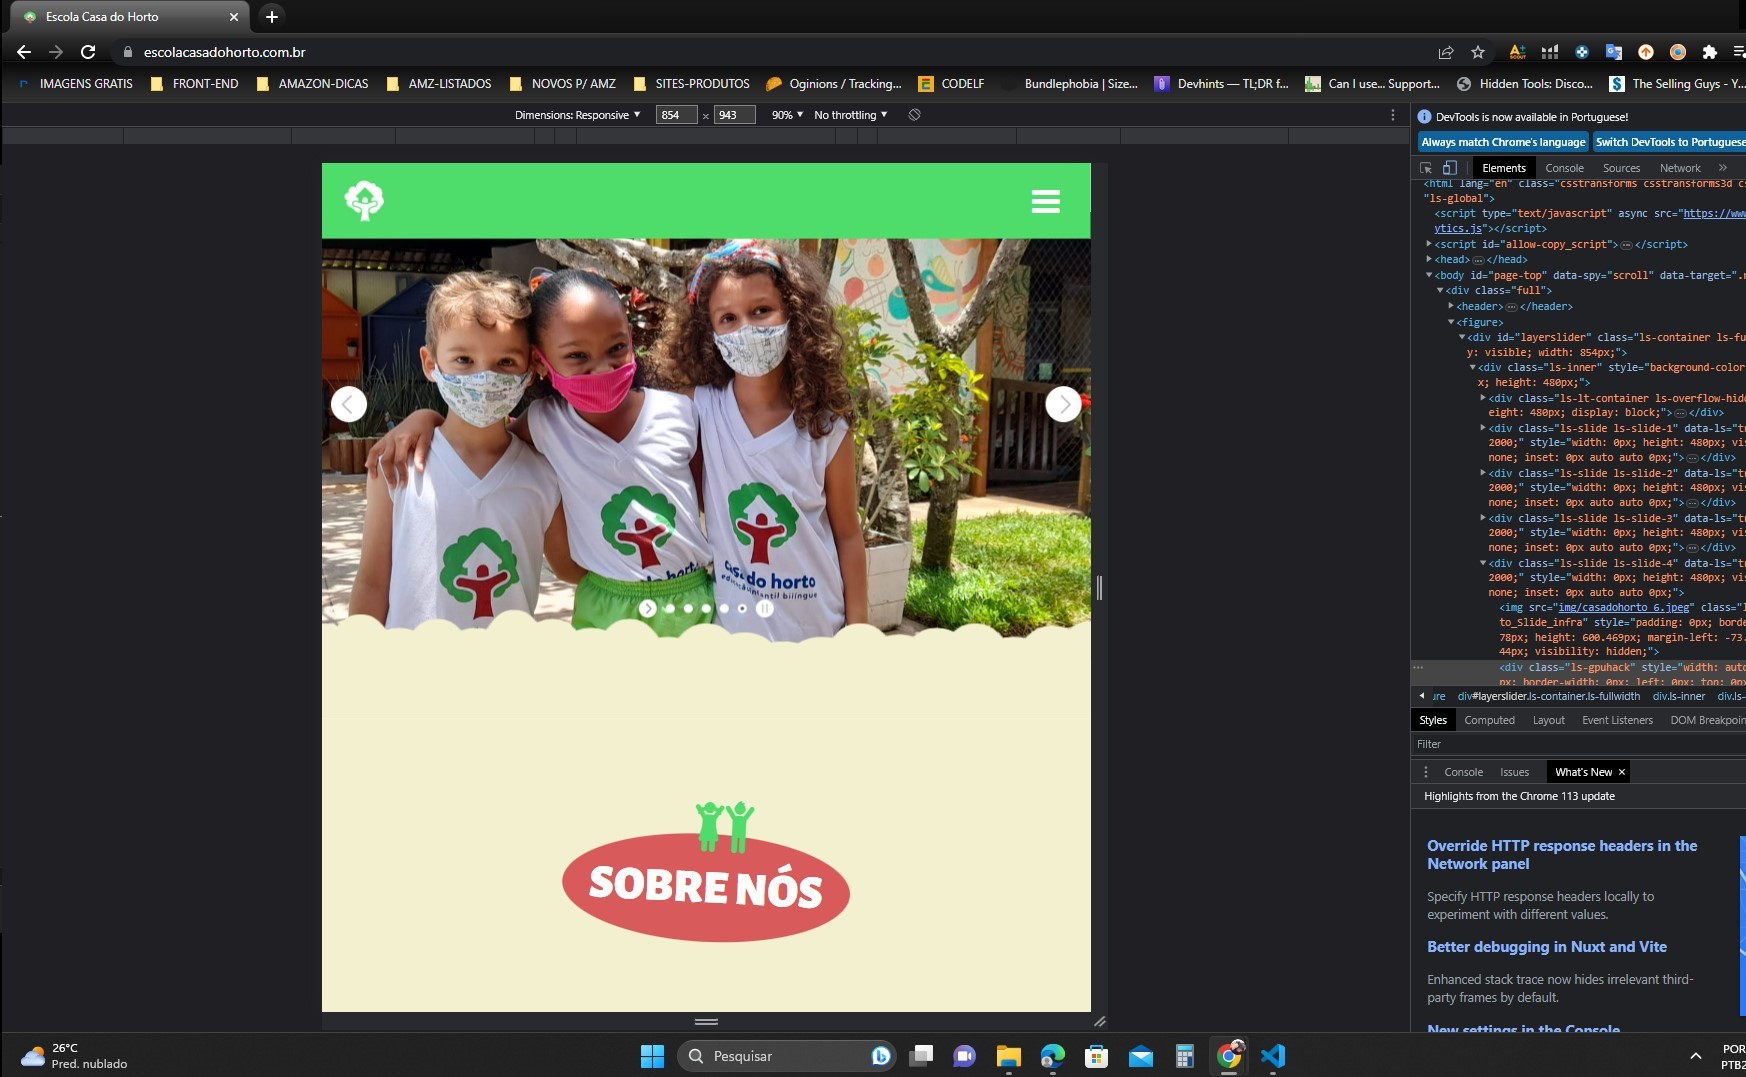 Escola Casa do Horto
escolacasadohorto.com.br
IMAGENS GRATIS FRONT-END AMAZON-DICAS AMZ-LISTADOS NOVOS P/ AMZ SITES-PRODUTOS Oginions / Tracking... CODELF Bundlephobia | Size... Devhints — TL;DR f... Can I use... Support... Hidden Tools: Disco... The Selling Guys - Y...
Dimensions: Responsive 854 x 943 90% No throttling
casa do horto
educação infantil bilíngue
SOBRE NÓS
DevTools is now available in Portuguese!
Always match Chrome's language Switch DevTools to Portuguese
Elements Console Sources Network »
<html lang="en" class="csstransforms csstransforms3d cs
"ls-global">
<script type="text/javascript" async src="https://www
ytics.js"></script>
<script id="allow-copy_script">…</script>
<head>…</head>
<body id="page-top" data-spy="scroll" data-target=".n
<div class="full">
<header>…</header>
<figure>
<div id="layerslider" class="ls-container ls-fu
y: visible; width: 854px;">
<div class="ls-inner" style="background-color
x; height: 480px;">
<div class="ls-lt-container ls-overflow-hid
eight: 480px; display: block;">…</div>
<div class="ls-slide ls-slide-1" data-ls="t
2000;" style="width: 0px; height: 480px; vi
none; inset: 0px auto auto 0px;">…</div>
<div class="ls-slide ls-slide-2" data-ls="t
2000;" style="width: 0px; height: 480px; vi
none; inset: 0px auto auto 0px;">…</div>
<div class="ls-slide ls-slide-3" data-ls="t
2000;" style="width: 0px; height: 480px; vi
none; inset: 0px auto auto 0px;">…</div>
<div class="ls-slide ls-slide-4" data-ls="t
2000;" style="width: 0px; height: 480px; vi
none; inset: 0px auto auto 0px;">
<img src="img/casadohorto_6.jpeg" class="l
to_Slide_infra" style="padding: 0px; borde
78px; height: 600.469px; margin-left: -73.
44px; visibility: hidden;">
<div class="ls-gpuhack" style="width: auto
px; border-width: 0px; left: 0px; top: 0px
ure div#layerslider.ls-container.ls-fullwidth div.ls-inner div.ls-
Styles Computed Layout Event Listeners DOM Breakpoin
Filter
Console Issues What's New ×
Highlights from the Chrome 113 update
Override HTTP response headers in the
Network panel
Specify HTTP response headers locally to
experiment with different values.
Better debugging in Nuxt and Vite
Enhanced stack trace now hides irrelevant third-
party frames by default.
New settings in the Console
26°C
Pred. nublado
Pesquisar
POR
PTB2